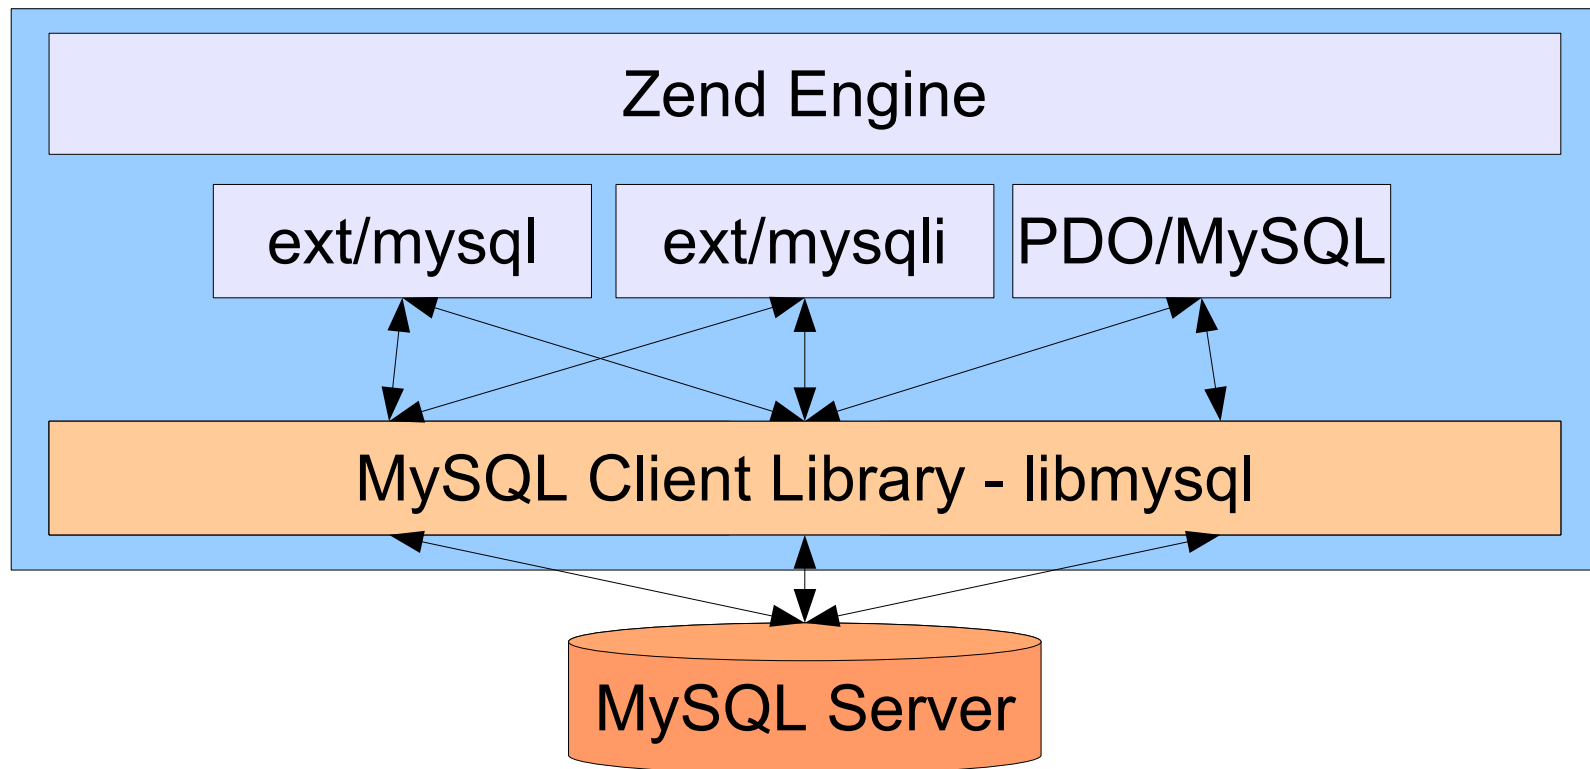 Zend Engine
ext/mysql
ext/mysqli
PDO/MySQL
MySQL Client Library - libmysql
MySQL Server